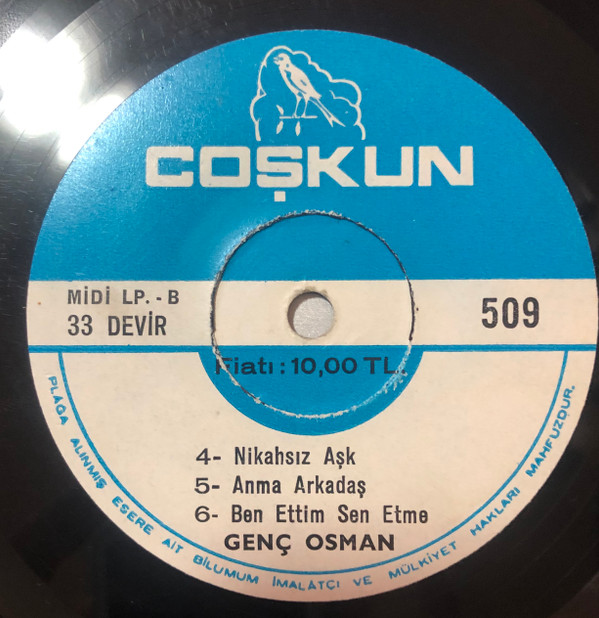 COŞKUN
MİDİ LP. - B
33 DEVİR
509
Fiatı : 10,00 TL.
4- Nikahsız Aşk
5- Anma Arkadaş
6- Ben Ettim Sen Etme
GENÇ OSMAN
PLAĞA ALINMIŞ ESERE AİT BİLUMUM İMALATÇI VE MÜLKİYET HAKLARI MAHFUZDUR.